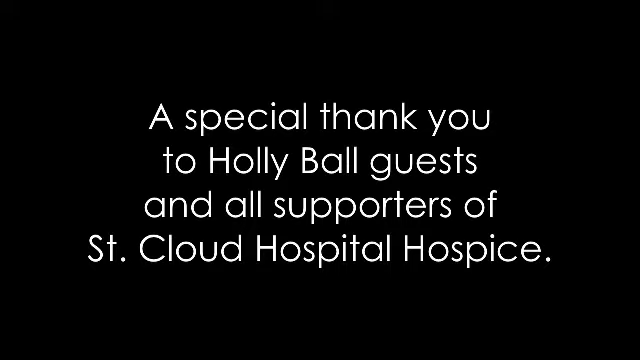 A special thank you
to Holly Ball guests
and all supporters of
St. Cloud Hospital Hospice.